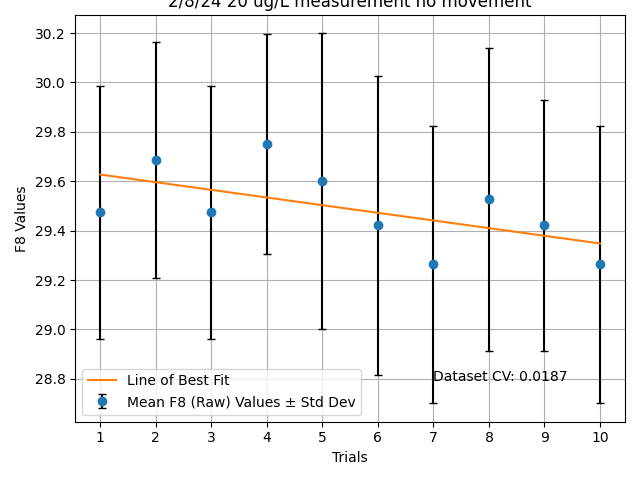 2/8/24 20 ug/L measurement no movement
30.2
30.0
29.8
29.6
29.4
29.2
29.0
28.8
F8 Values
Dataset CV: 0.0187
Line of Best Fit
Mean F8 (Raw) Values ± Std Dev
1 2 3 4 5 6 7 8 9 10
Trials